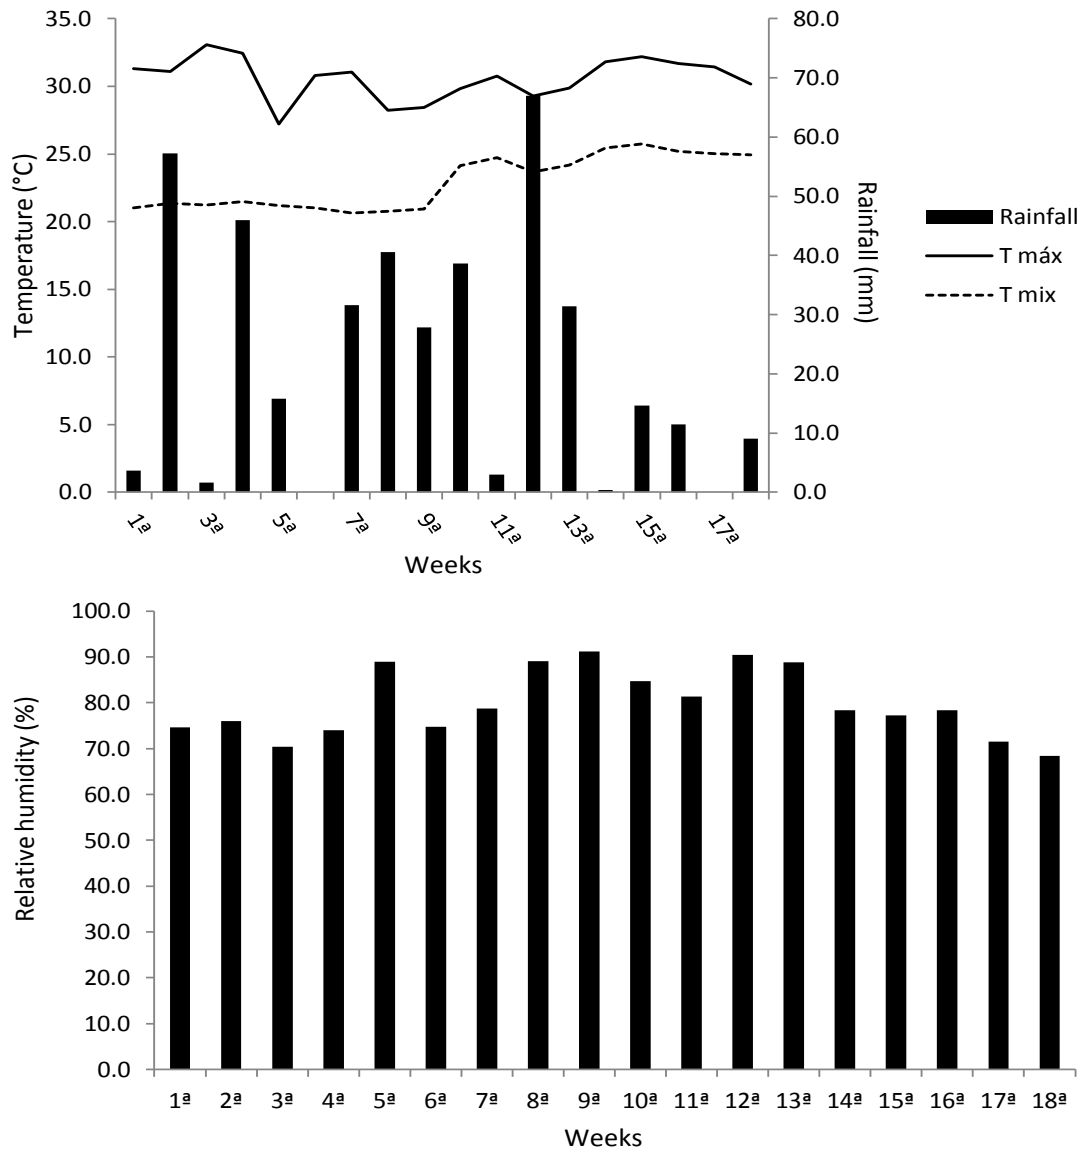 35.0
30.0
25.0
20.0
15.0
10.0
5.0
0.0
Temperature (°C)
80.0
70.0
60.0
50.0
40.0
30.0
20.0
10.0
0.0
Rainfall (mm)
Rainfall
T máx
T mix
1ª 3ª 5ª 7ª 9ª 11ª 13ª 15ª 17ª
Weeks
100.0
90.0
80.0
70.0
60.0
50.0
40.0
30.0
20.0
10.0
0.0
Relative humidity (%)
1ª 2ª 3ª 4ª 5ª 6ª 7ª 8ª 9ª 10ª 11ª 12ª 13ª 14ª 15ª 16ª 17ª 18ª
Weeks